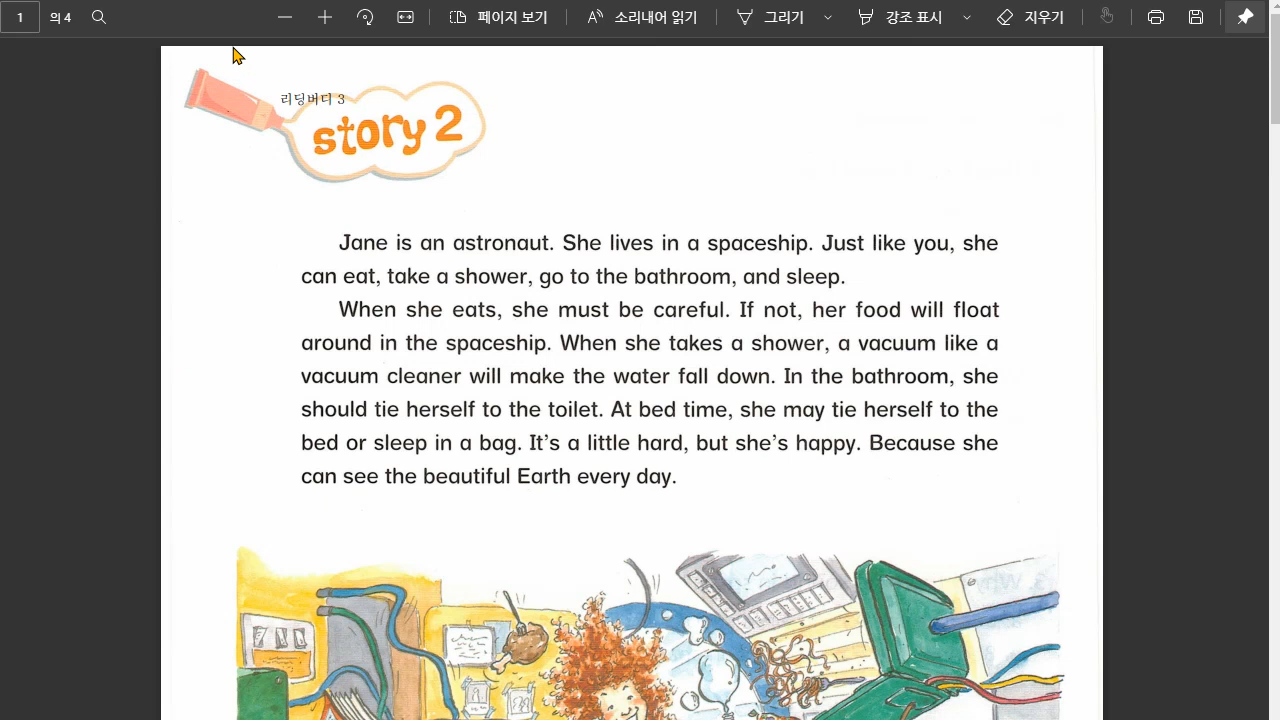 1 의 4 페이지 보기 소리내어 읽기 그리기 강조 표시 지우기
리딩버디 3
story 2
Jane is an astronaut. She lives in a spaceship. Just like you, she
can eat, take a shower, go to the bathroom, and sleep.
When she eats, she must be careful. If not, her food will float
around in the spaceship. When she takes a shower, a vacuum like a
vacuum cleaner will make the water fall down. In the bathroom, she
should tie herself to the toilet. At bed time, she may tie herself to the
bed or sleep in a bag. It's a little hard, but she's happy. Because she
can see the beautiful Earth every day.